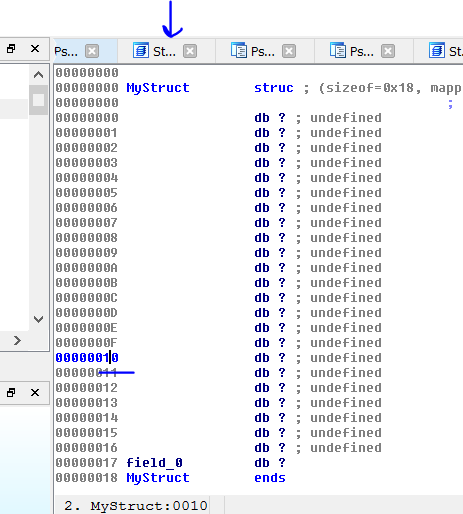 Ps...
St...
Ps...
Ps...
St.
00000000
00000000 MyStruct struc ; (sizeof=0x18, mapp
00000000 ;
00000000 db ? ; undefined
00000001 db ? ; undefined
00000002 db ? ; undefined
00000003 db ? ; undefined
00000004 db ? ; undefined
00000005 db ? ; undefined
00000006 db ? ; undefined
00000007 db ? ; undefined
00000008 db ? ; undefined
00000009 db ? ; undefined
0000000A db ? ; undefined
0000000B db ? ; undefined
0000000C db ? ; undefined
0000000D db ? ; undefined
0000000E db ? ; undefined
0000000F db ? ; undefined
00000010 db ? ; undefined
00000011 db ? ; undefined
00000012 db ? ; undefined
00000013 db ? ; undefined
00000014 db ? ; undefined
00000015 db ? ; undefined
00000016 db ? ; undefined
00000017 field_0 db ?
00000018 MyStruct ends
2. MyStruct:0010